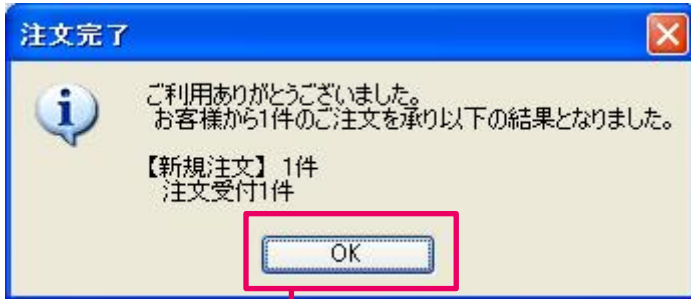 注文完了
ご利用ありがとうございました。
お客様から1件のご注文を承り以下の結果となりました。
【新規注文】 1件
注文受付1件
OK